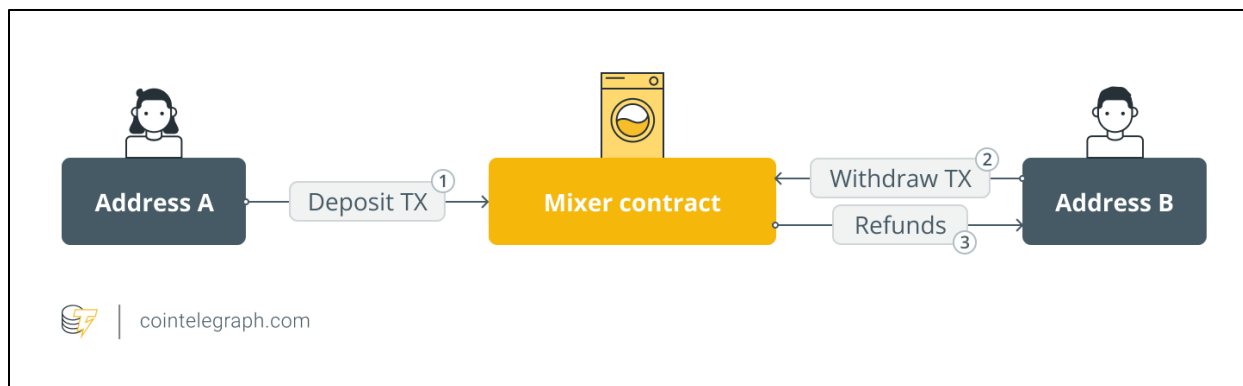 Address A
Deposit TX
1
Mixer contract
Withdraw TX
2
Refunds
3
Address B
cointelegraph.com